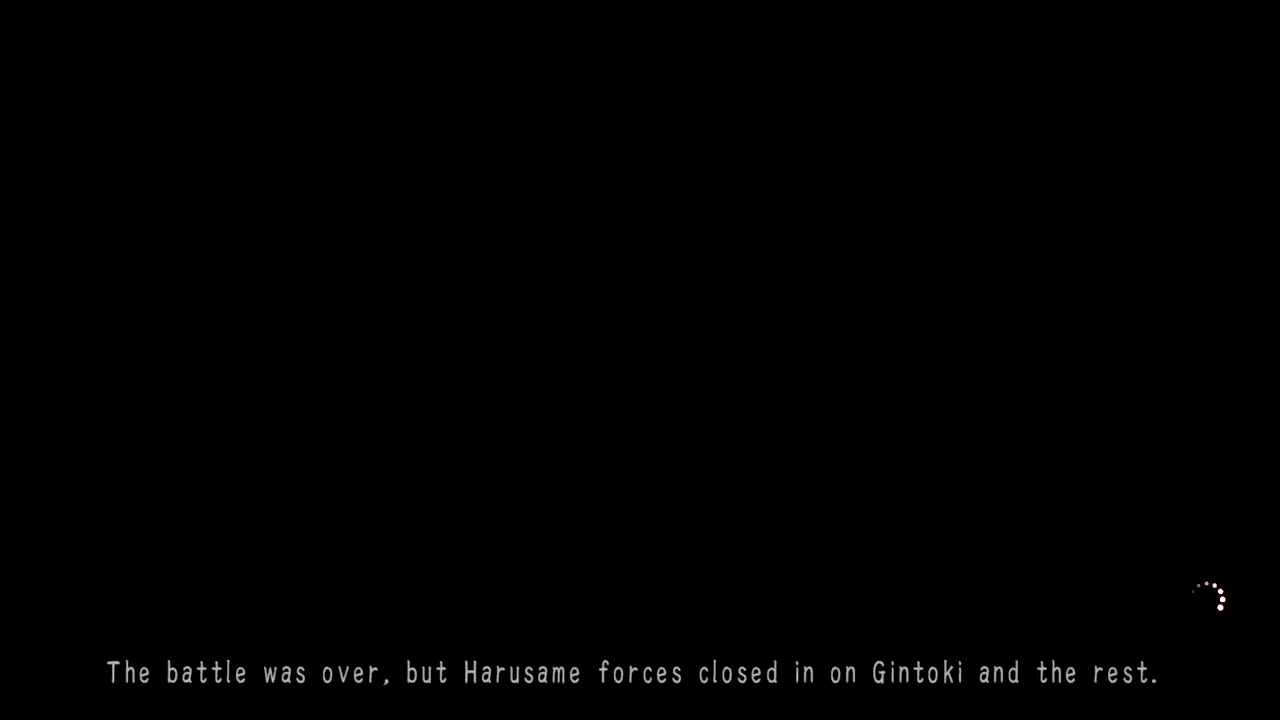 The battle was over, but Harusame forces closed in on Gintoki and the rest.